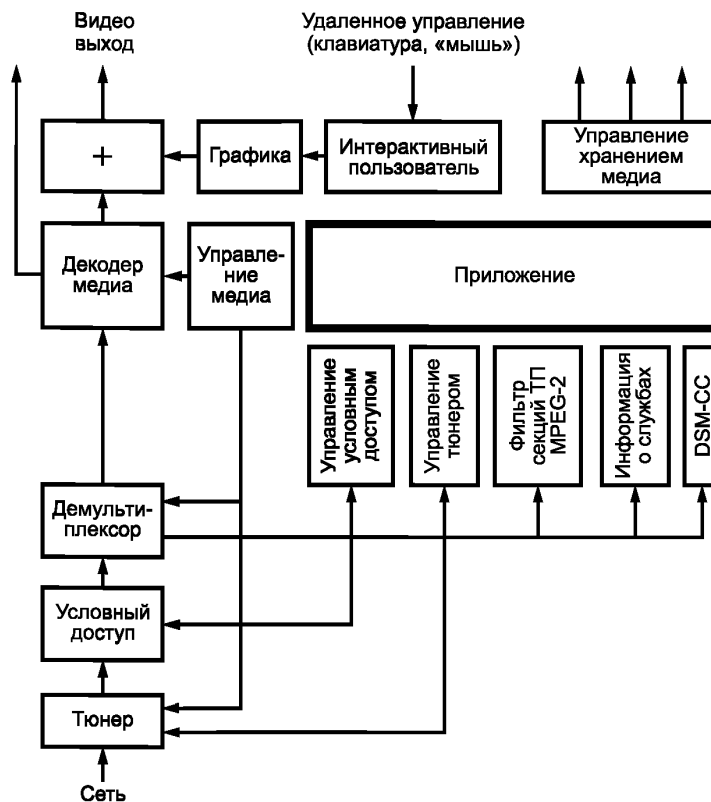 Видео
выход
Удаленное управление
(клавиатура, «мышь»)
+
Графика
Интерактивный
пользователь
Управление
хранением
медиа
Декодер
медиа
Управле-
ние
медиа
Приложение
Управление
условным
доступом
Управление
тюнером
Фильтр
секций ТП
MPEG-2
Информация
о службах
DSM-CC
Демульти-
плексор
Условный
доступ
Тюнер
Сеть